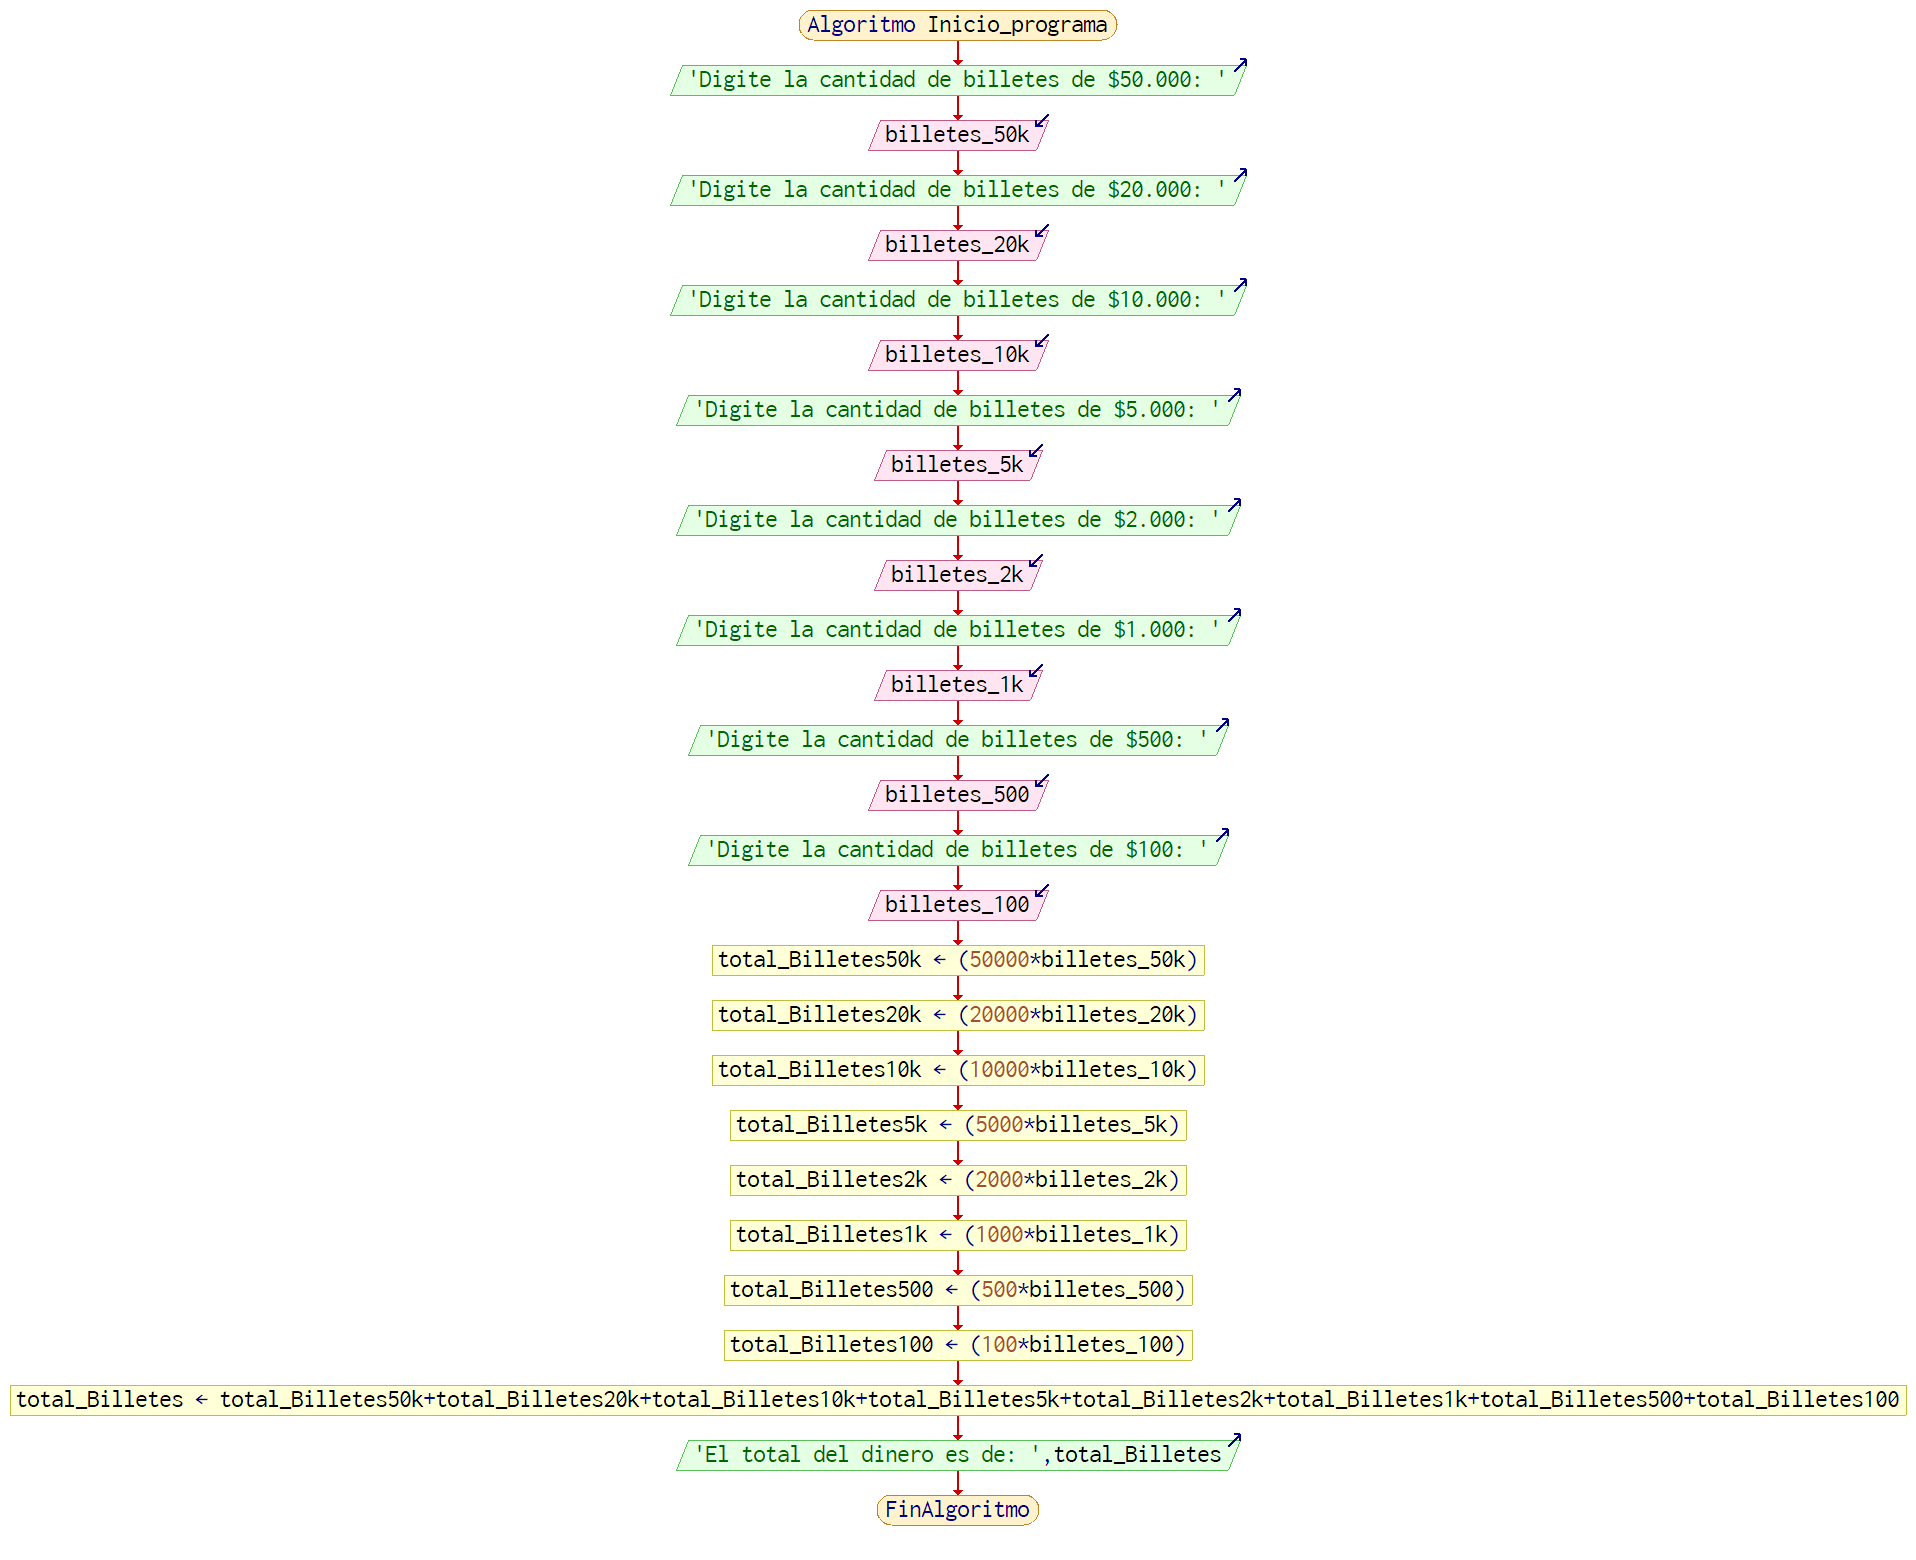 Algoritmo Inicio_programa
'Digite la cantidad de billetes de $50.000: '
billetes_50k
'Digite la cantidad de billetes de $20.000: '
billetes_20k
'Digite la cantidad de billetes de $10.000: '
billetes_10k
'Digite la cantidad de billetes de $5.000: '
billetes_5k
'Digite la cantidad de billetes de $2.000: '
billetes_2k
'Digite la cantidad de billetes de $1.000: '
billetes_1k
'Digite la cantidad de billetes de $500: '
billetes_500
'Digite la cantidad de billetes de $100: '
billetes_100
total_Billetes50k ← (50000*billetes_50k)
total_Billetes20k ← (20000*billetes_20k)
total_Billetes10k ← (10000*billetes_10k)
total_Billetes5k ← (5000*billetes_5k)
total_Billetes2k ← (2000*billetes_2k)
total_Billetes1k ← (1000*billetes_1k)
total_Billetes500 ← (500*billetes_500)
total_Billetes100 ← (100*billetes_100)
total_Billetes ← total_Billetes50k+total_Billetes20k+total_Billetes10k+total_Billetes5k+total_Billetes2k+total_Billetes1k+total_Billetes500+total_Billetes100
'El total del dinero es de: ',total_Billetes
FinAlgoritmo